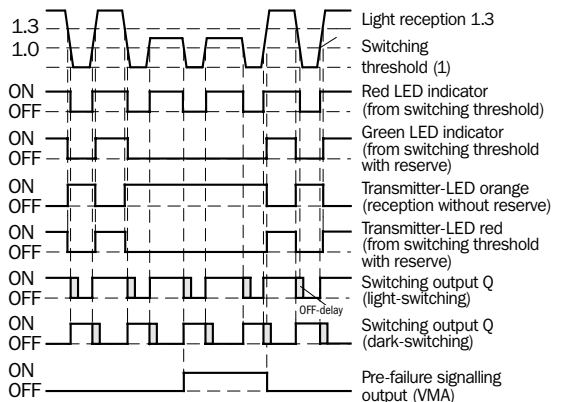 1.3
Light reception 1.3
1.0
Switching
threshold (1)
ON
OFF
Red LED indicator
(from switching threshold)
ON
OFF
Green LED indicator
(from switching threshold
with reserve)
ON
OFF
Transmitter-LED orange
(reception without reserve)
ON
OFF
Transmitter-LED red
(from switching threshold
with reserve)
ON
OFF
OFF-delay
Switching output Q
(light-switching)
ON
OFF
Switching output Q
(dark-switching)
ON
OFF
Pre-failure signalling
output (VMA)